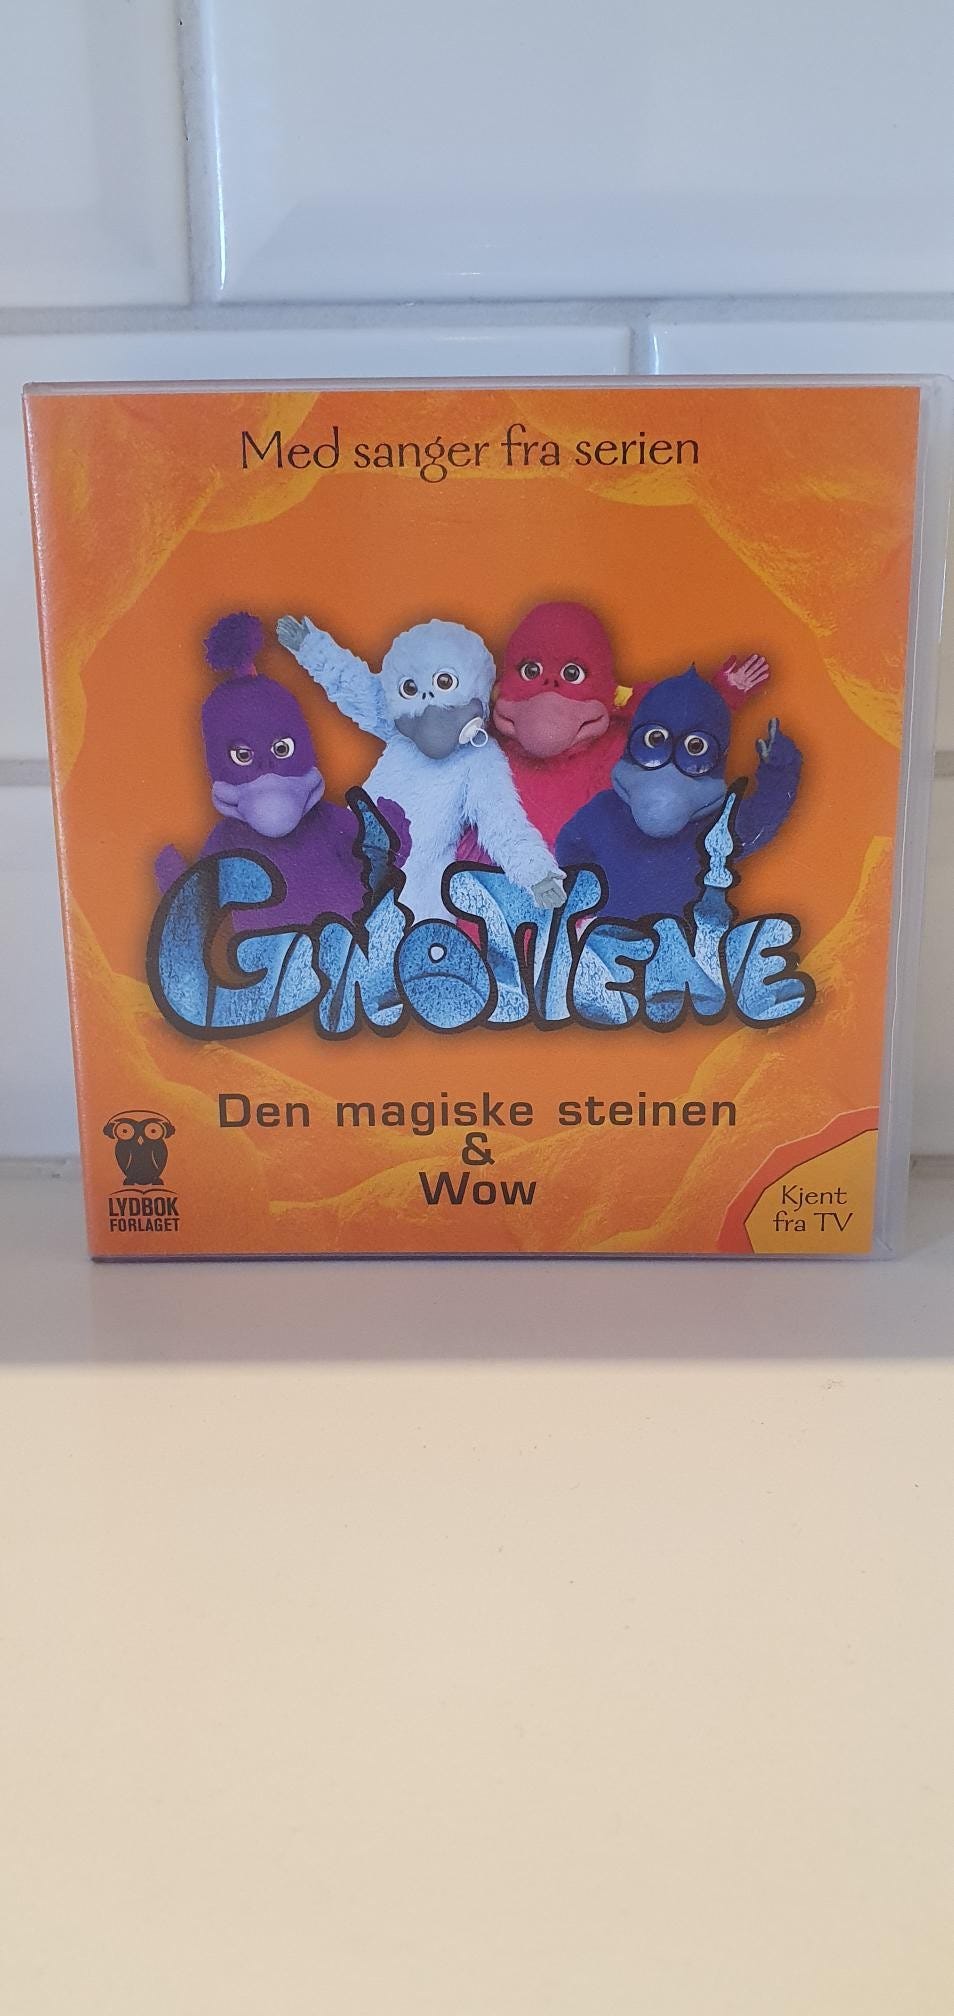 Med sanger fra serien
GNOTTENE
Den magiske steinen
&
Wow
LYDBOK
FORLAGET
Kjent
fra TV